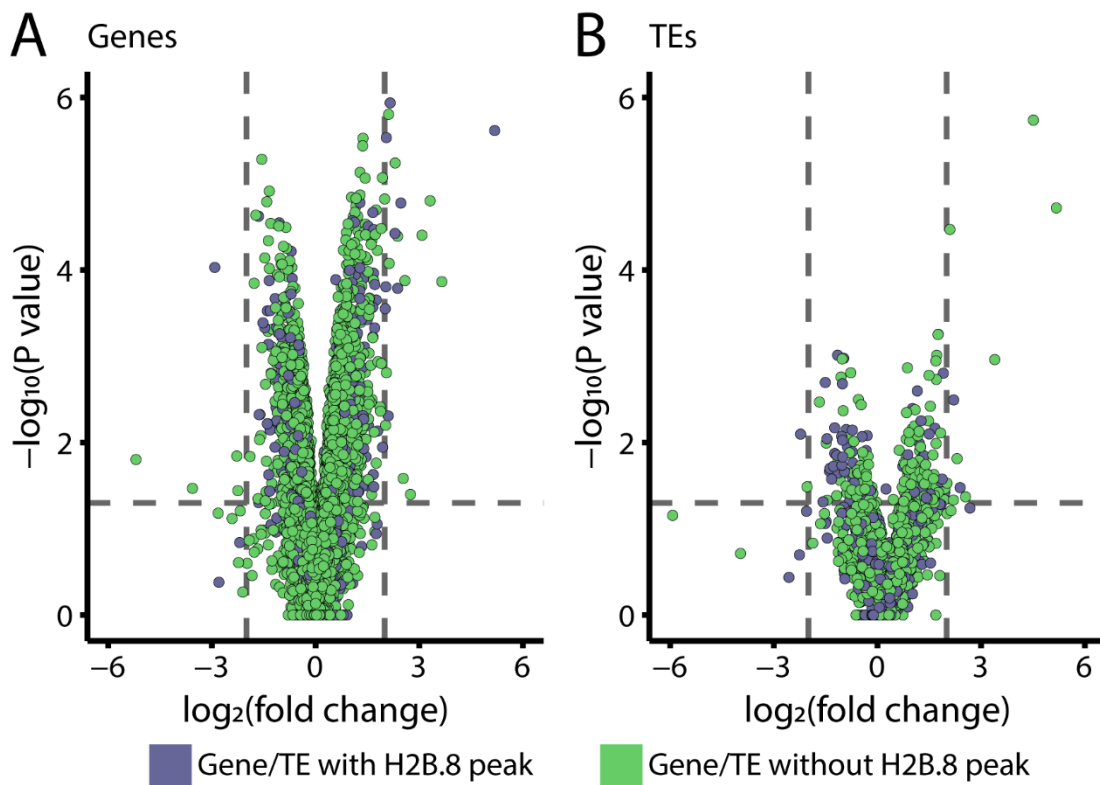 A Genes
B TEs
6
4
2
0
−log₁₀(P value)
−6 −3 0 3 6
log₂(fold change)
6
4
2
0
−log₁₀(P value)
−6 −3 0 3 6
log₂(fold change)
Gene/TE with H2B.8 peak
Gene/TE without H2B.8 peak